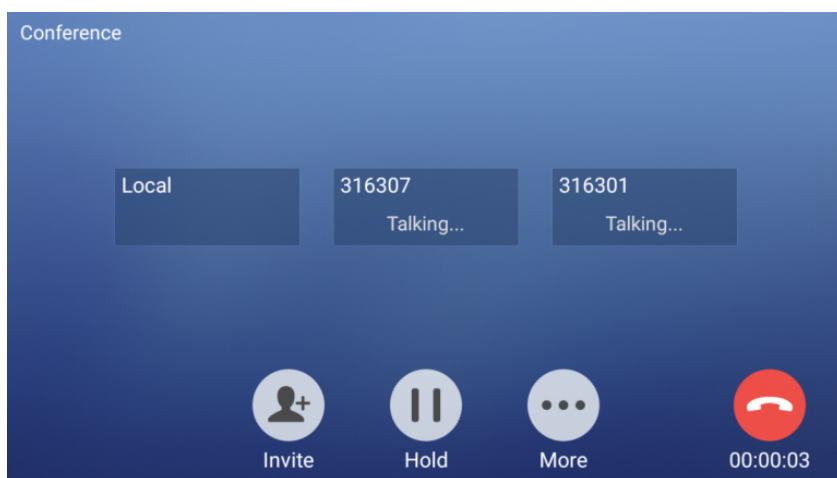 Conference
Local
316307
316301
Talking...
Talking...
Invite
Hold
More
00:00:03